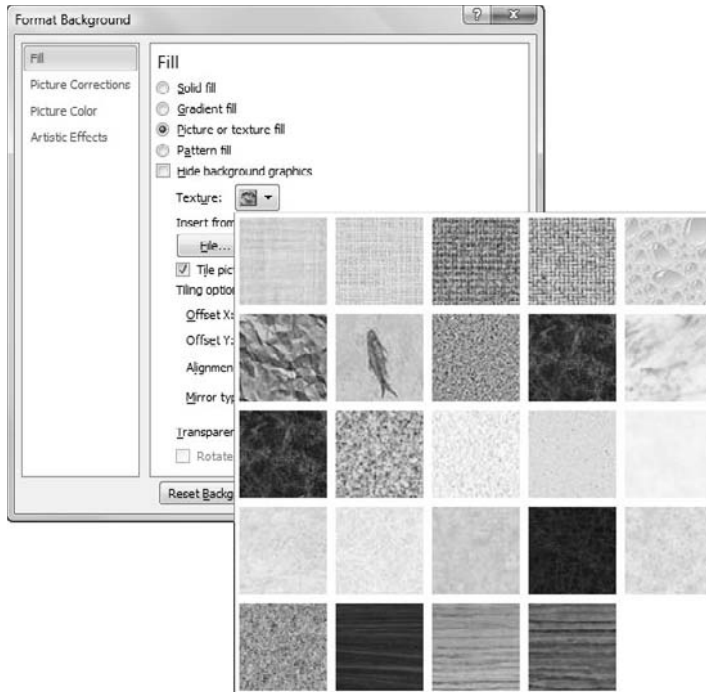 Format Background
?
Fill
Picture Corrections
Picture Color
Artistic Effects
Fill
Solid fill
Gradient fill
Picture or texture fill
Pattern fill
Hide background graphics
Texture:
Insert from
File...
Tile pic
Tiling optio
Offset X:
Offset Y:
Alignmen
Mirror typ
Transparen
Rotate
Reset Backg